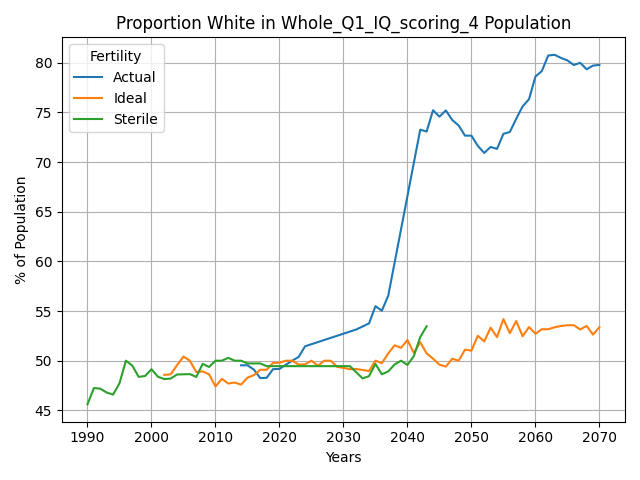 Proportion White in Whole_Q1_IQ_scoring_4 Population
Fertility
Actual
Ideal
Sterile
% of Population
80
75
70
65
60
55
50
45
1990 2000 2010 2020 2030 2040 2050 2060 2070
Years